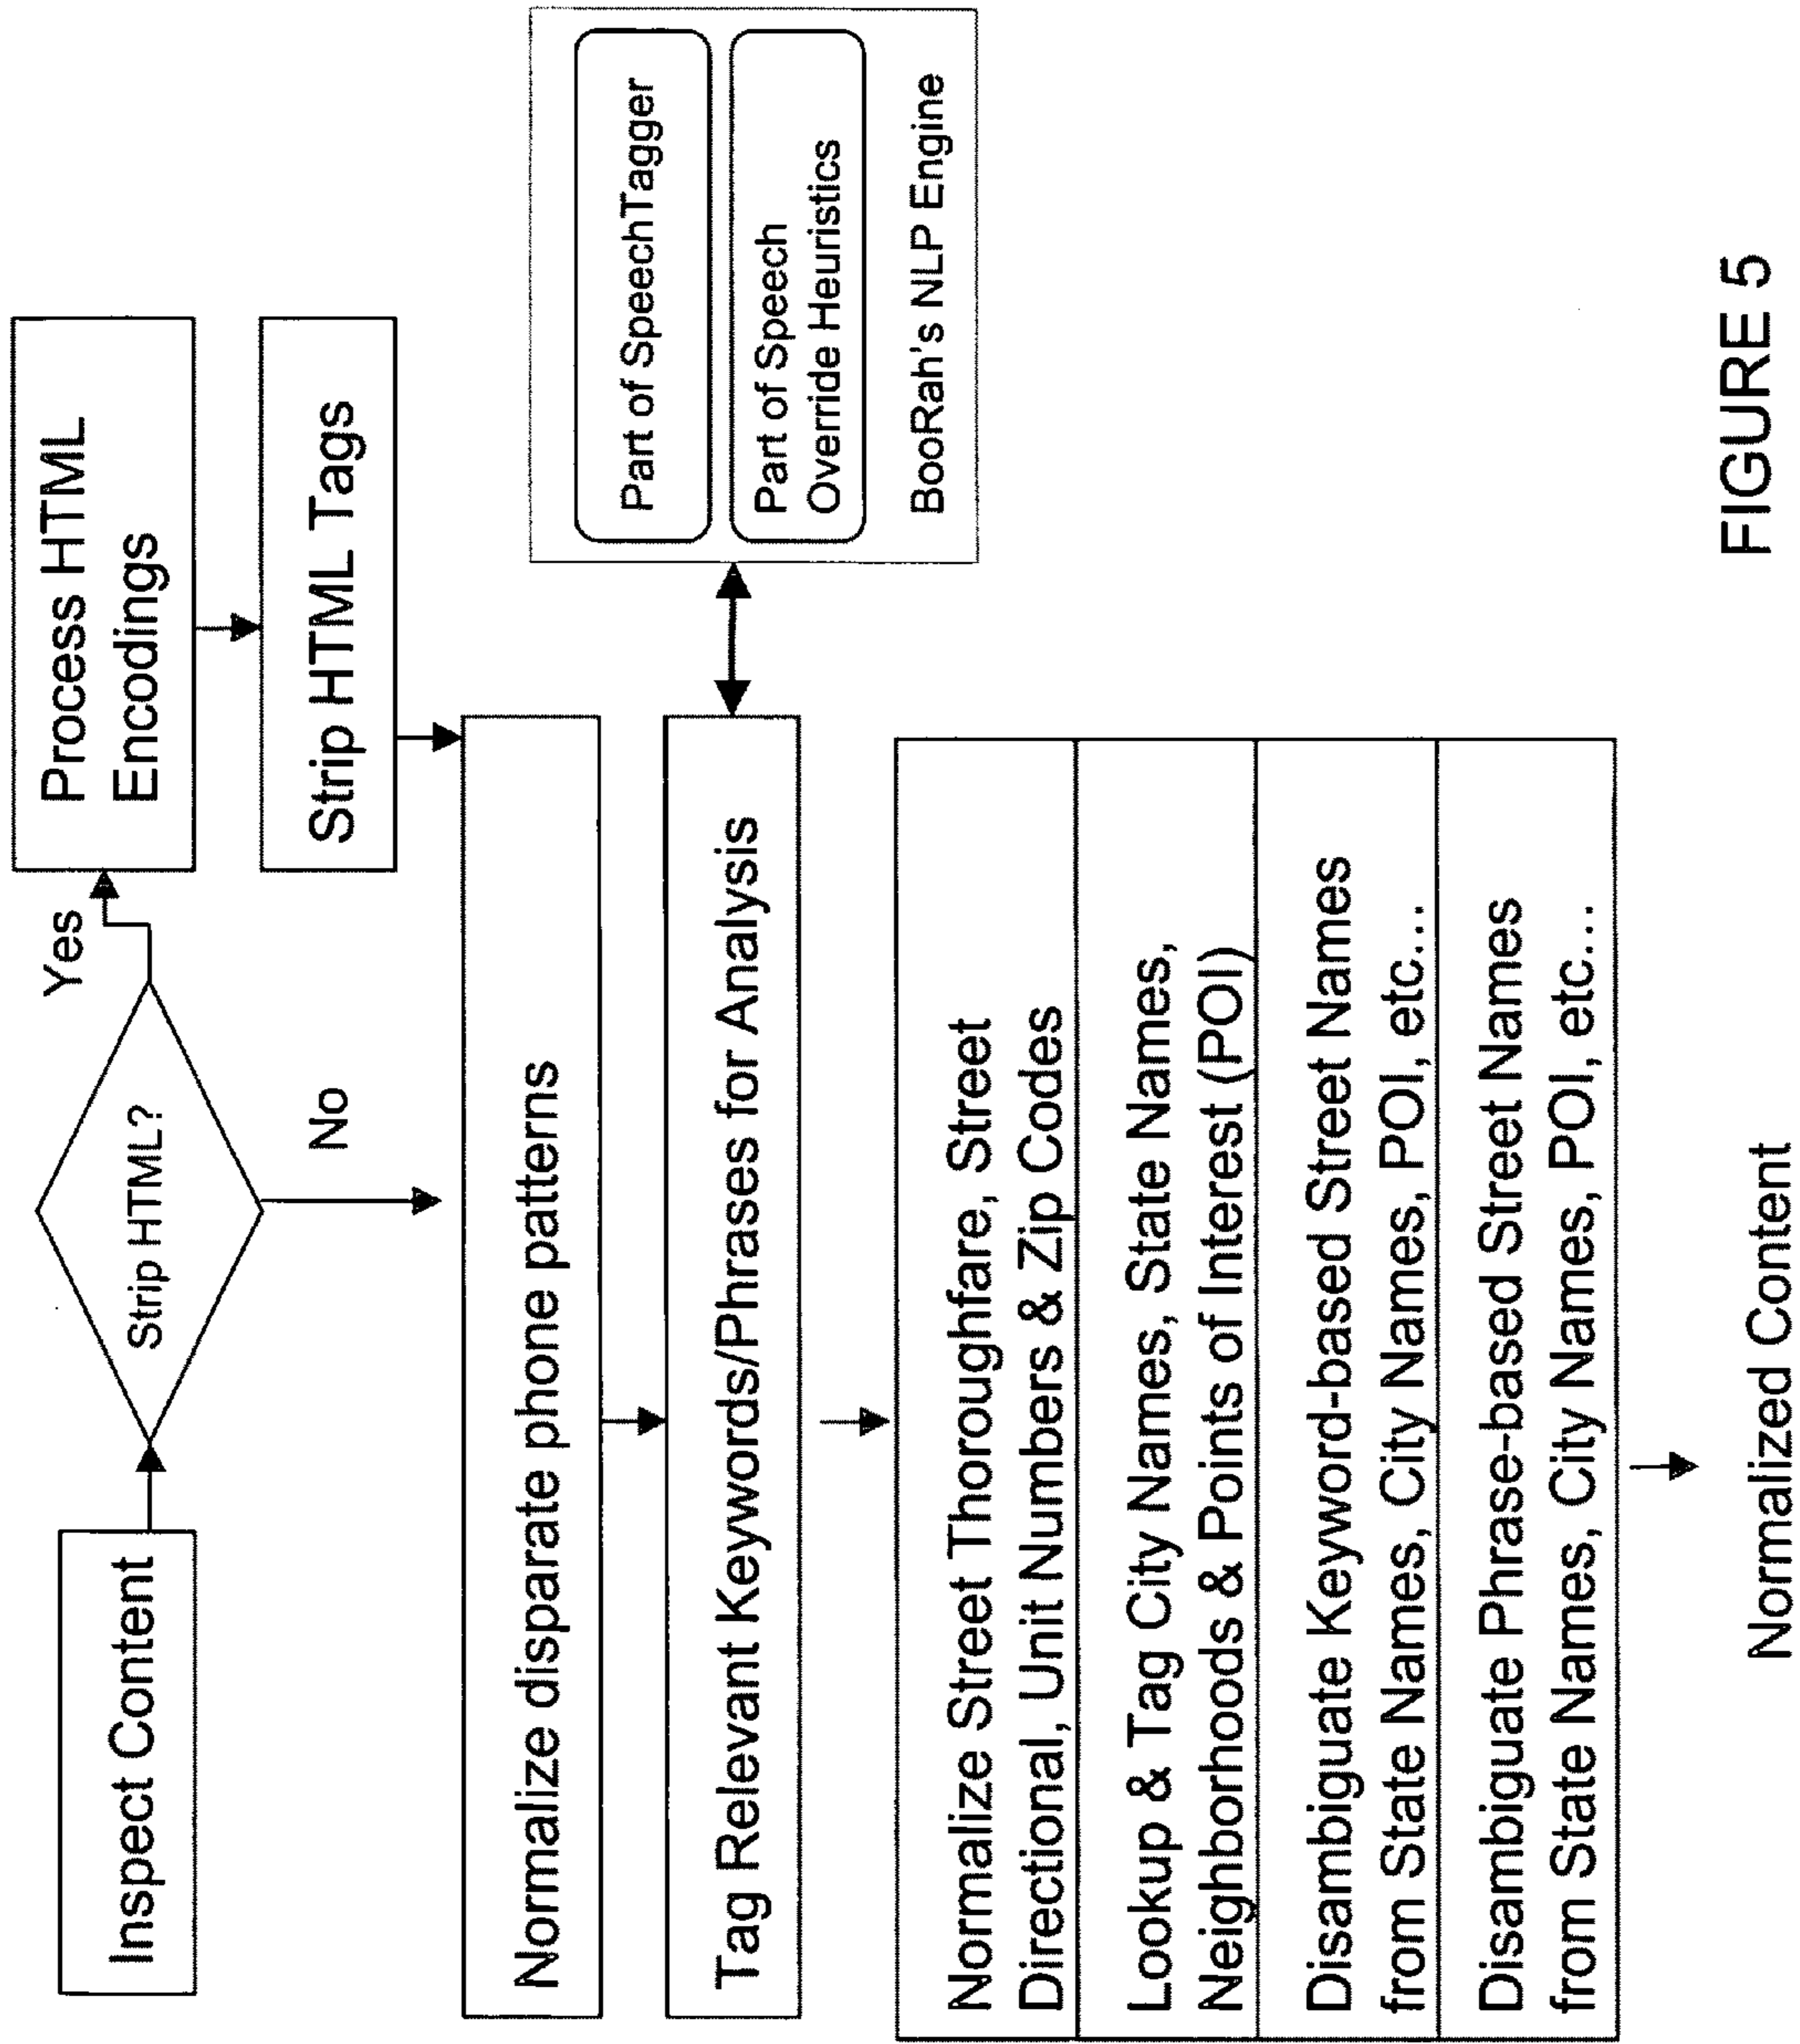 Inspect Content
Strip HTML?
Yes
No
Process HTML
Encodings
Strip HTML Tags
Normalize disparate phone patterns
Tag Relevant Keywords/Phrases for Analysis
Part of SpeechTagger
Part of Speech
Override Heuristics
BooRah's NLP Engine
Normalize Street Thoroughfare, Street
Directional, Unit Numbers & Zip Codes
Lookup & Tag City Names, State Names,
Neighborhoods & Points of Interest (POI)
Disambiguate Keyword-based Street Names
from State Names, City Names, POI, etc...
Disambiguate Phrase-based Street Names
from State Names, City Names, POI, etc...
Normalized Content
FIGURE 5